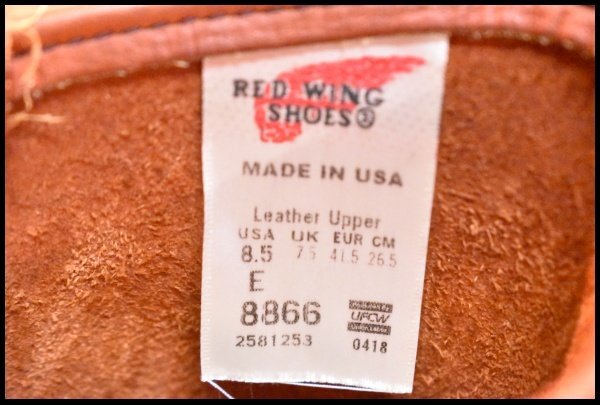 RED WING
SHOES®
MADE IN USA
Leather Upper
USA UK EUR CM
8.5 7.5 41.5 26.5
E
8866
UFCW
2581253 0418